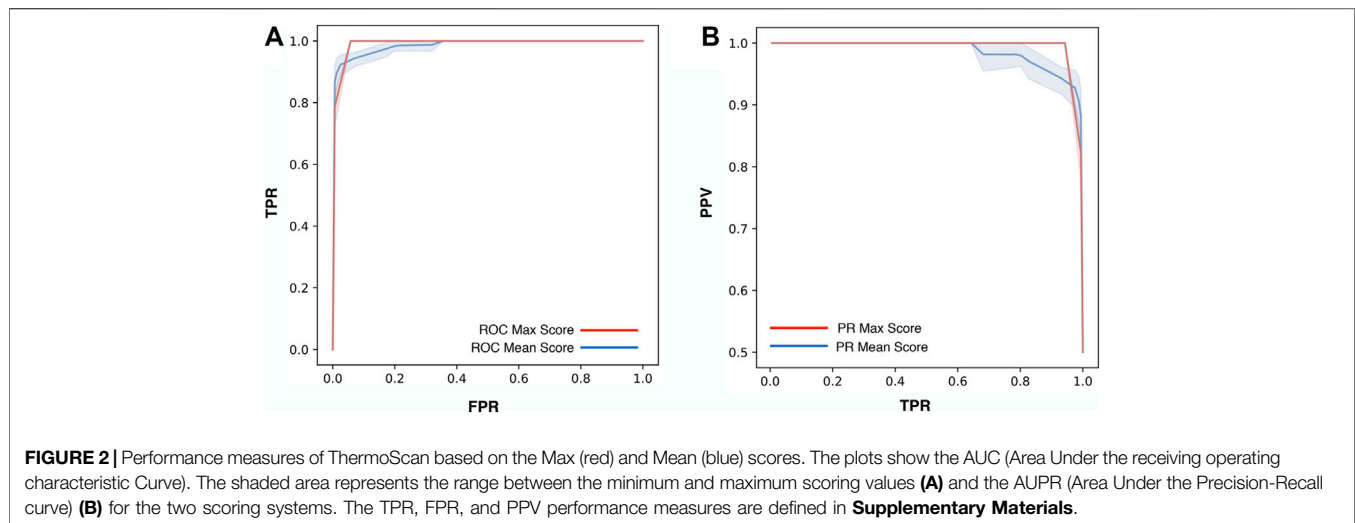 A
1.0
0.8
0.6
0.4
0.2
0.0
TPR
ROC Max Score
ROC Mean Score
0.0 0.2 0.4 0.6 0.8 1.0
FPR
B
1.0
0.9
0.8
0.7
0.6
0.5
PPV
PR Max Score
PR Mean Score
0.0 0.2 0.4 0.6 0.8 1.0
TPR
FIGURE 2 | Performance measures of ThermoScan based on the Max (red) and Mean (blue) scores. The plots show the AUC (Area Under the receiving operating
characteristic Curve). The shaded area represents the range between the minimum and maximum scoring values (A) and the AUPR (Area Under the Precision-Recall
curve) (B) for the two scoring systems. The TPR, FPR, and PPV performance measures are defined in Supplementary Materials.